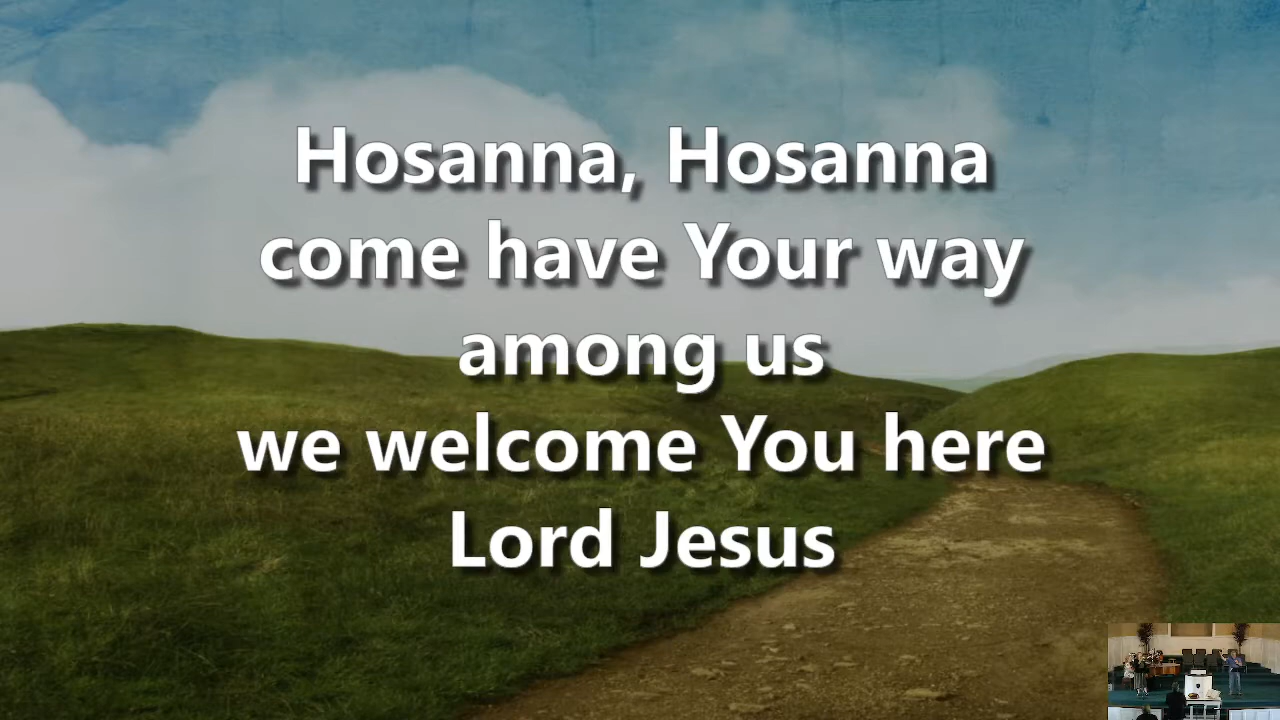 Hosanna, Hosanna
come have Your way
among us
we welcome You here
Lord Jesus